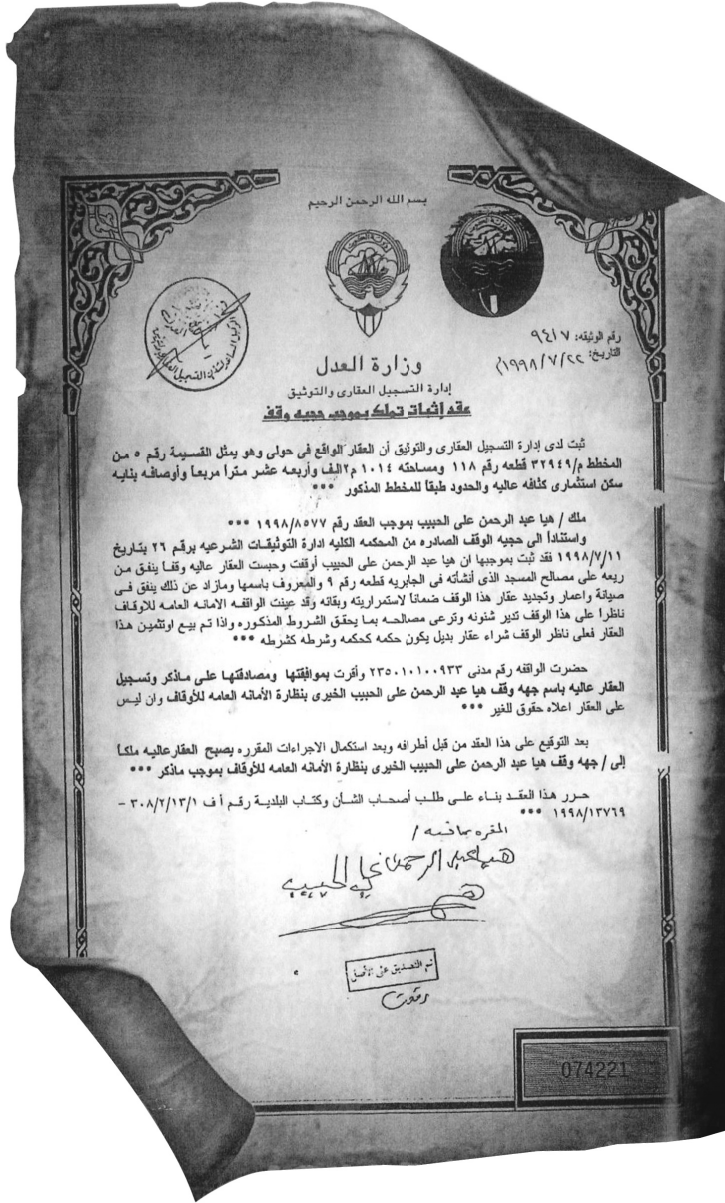 بسم الله الرحمن الرحيم
رقم الوثيقه: ٩٤١٧
التاريخ: ١٩٩٨/٧/٢٢م
وزارة العدل
إدارة التسجيل العقارى والتوثيق
عقد إثبات تملك بموجب حجيه وقف
ثبت لدى إدارة التسجيل العقارى والتوثيق أن العقار الواقع فى حولى وهو يمثل القسيمة رقم ٥ من
المخطط م/٣٢٩٤٩ قطعه رقم ١١٨ ومساحته ١٠١٤ م٢ الف وأربعه عشر متراً مربعاً وأوصافه بنايه
سكن استثمارى كثافه عاليه والحدود طبقاً للمخطط المذكور ***
ملك / هيا عبد الرحمن على الحبيب بموجب العقد رقم ١٩٩٨/٨٥٧٧ ***
واستناداً الى حجيه الوقف الصادره من المحكمه الكليه ادارة التوثيقات الشرعيه برقم ٢٦ بتاريخ
١٩٩٨/٧/١١ فقد ثبت بموجبها ان هيا عبد الرحمن على الحبيب أوقفت وحبست العقار عاليه وقفا ينفق من
ريعه على مصالح المسجد الذى أنشأته فى الجابريه قطعه رقم ٩ والمعروف باسمها ومازاد عن ذلك ينفق فى
صيانة واعمار وتجديد عقار هذا الوقف ضماناً لاستمراريته وبقائه وقد عينت الواقفه الامانه العامه للاوقاف
ناظرا على هذا الوقف تدير شئونه وترعى مصالحه بما يحقق الشروط المذكوره واذا تم بيع اوتثمين هذا
العقار فعلى ناظر الوقف شراء عقار بديل يكون حكمه كحكمه وشرطه كشرطه ***
حضرت الواقفه رقم مدنى ٢٣٥٠١٠١٠٠٩٣٣ وأقرت بموافقتها ومصادقتها على ماذكر وتسجيل
العقار عاليه باسم جهه وقف هيا عبد الرحمن على الحبيب الخيرى بنظارة الأمانه العامه للأوقاف وان ليس
على العقار اعلاه حقوق للغير ***
بعد التوقيع على هذا العقد من قبل أطرافه وبعد استكمال الاجراءات المقرره يصبح العقار عاليه ملكاً
إلى / جهه وقف هيا عبد الرحمن على الحبيب الخيرى بنظارة الامانه العامه للأوقاف بموجب ماذكر ***
حرر هذا العقد بناء على طلب أصحاب الشأن وكتاب البلدية رقم أ ف ٣٠٨/٢/١٣/١ –
١٩٩٨/١٣٧٦٩ ***
المقره بما فيه /
هيا عبد الرحمن علي الحبيب
تم التصديق على الأصل
074221